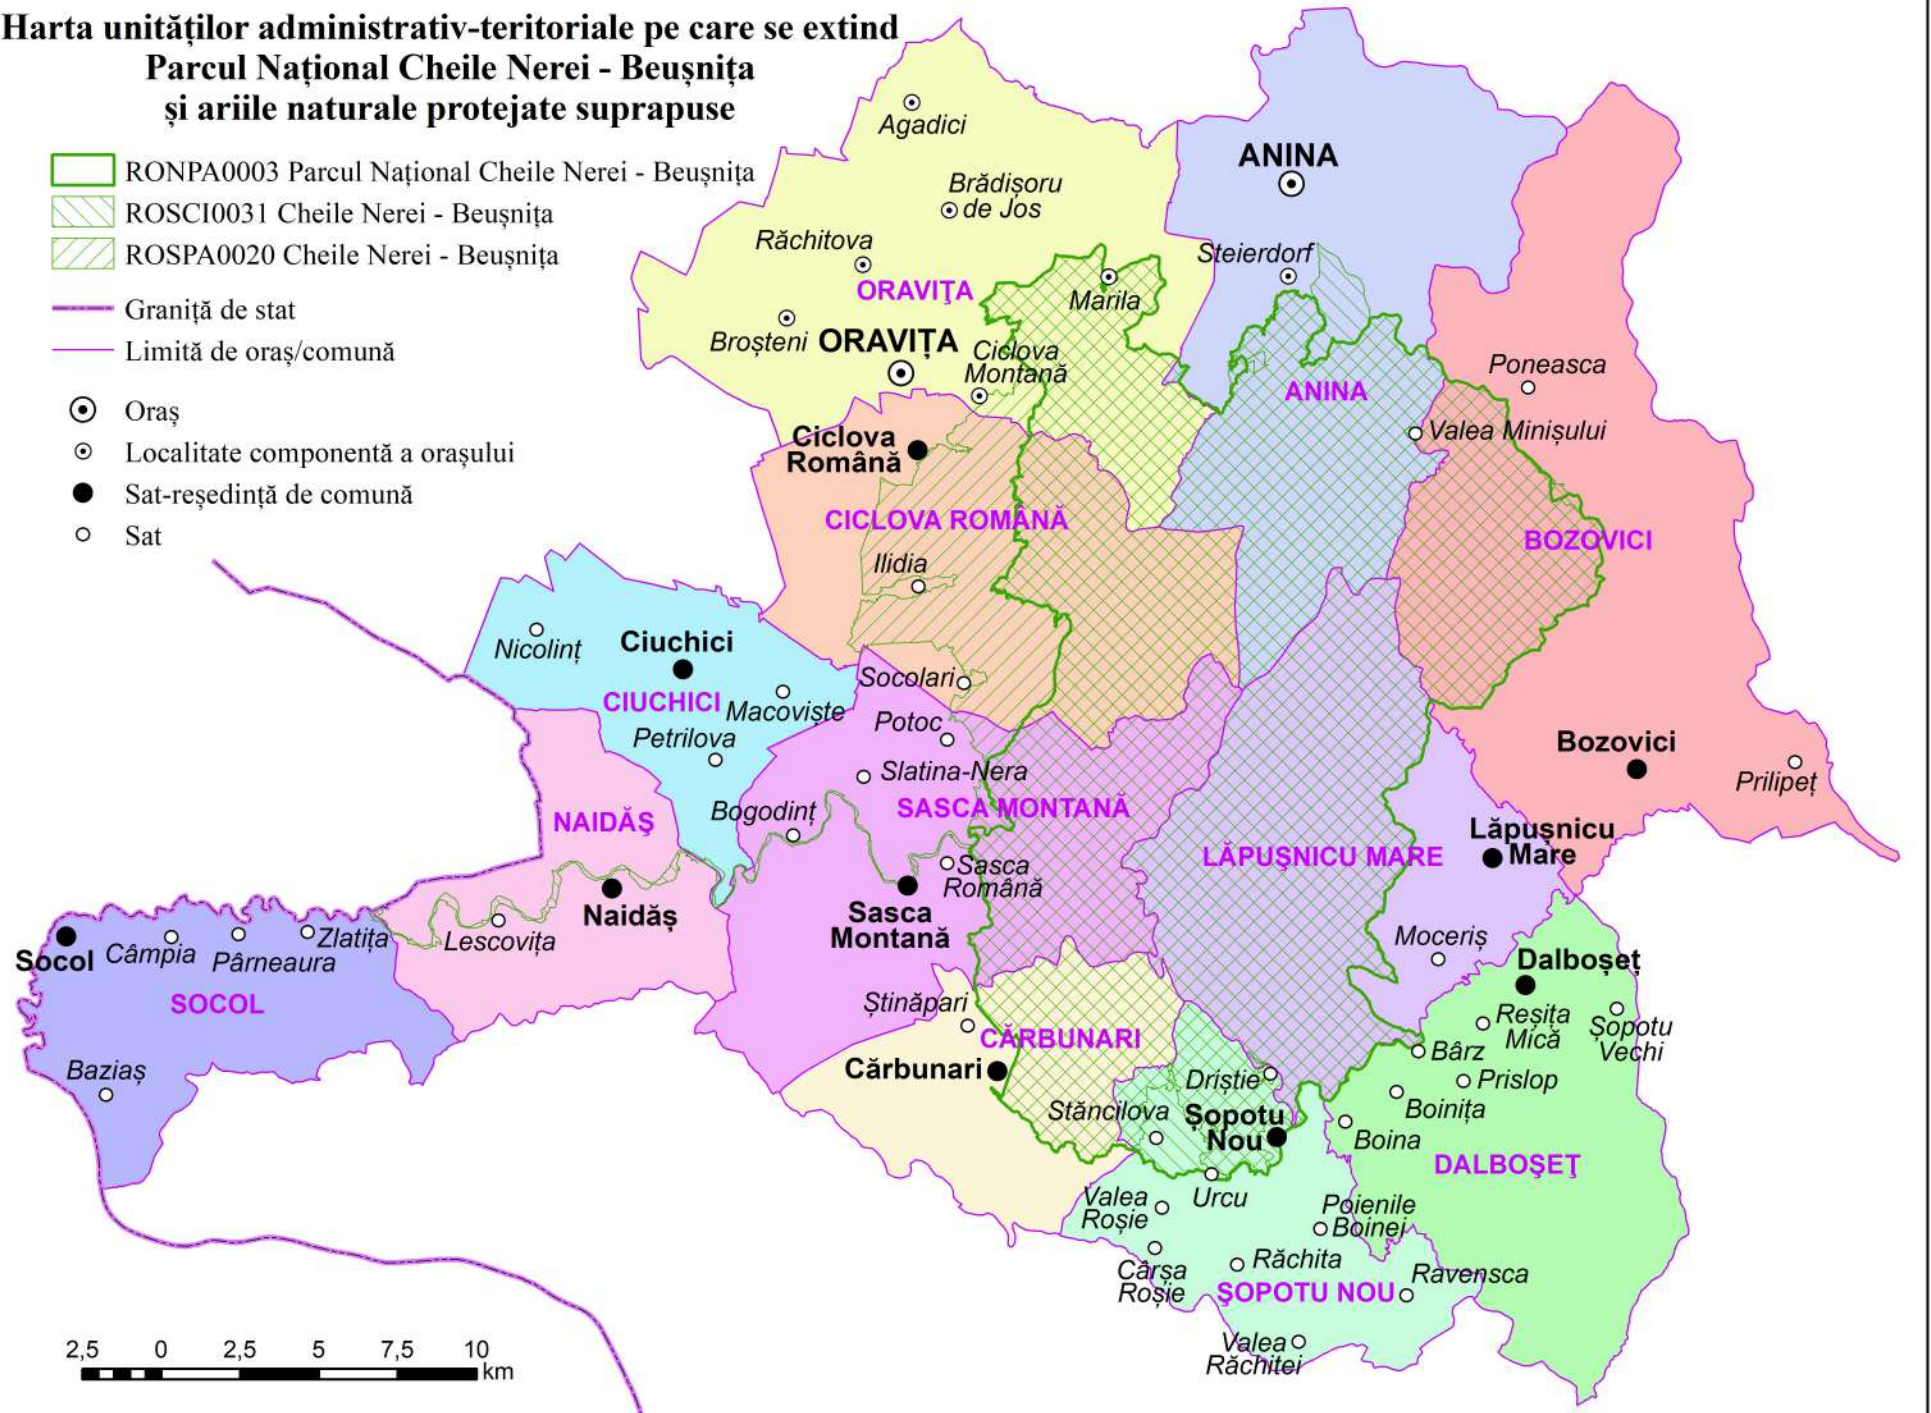 Harta unităților administrativ-teritoriale pe care se extind
Parcul Național Cheile Nerei - Beușnița
și ariile naturale protejate suprapuse
RONPA0003 Parcul Național Cheile Nerei - Beușnița
ROSCI0031 Cheile Nerei - Beușnița
ROSPA0020 Cheile Nerei - Beușnița
Graniță de stat
Limită de oraș/comună
Oraș
Localitate componentă a orașului
Sat-reședință de comună
Sat
Agadici
Brădișoru
de Jos
Răchitova
ORAVIŢA
Broșteni
ORAVIȚA
Ciclova
Montană
Marila
ANINA
Steierdorf
ANINA
Poneasca
Valea Minișului
BOZOVICI
Bozovici
Prilipeț
Ciclova
Română
CICLOVA ROMÂNĂ
Ilidia
Socolari
Nicolinț
Ciuchici
CIUCHICI
Macoviște
Petrilova
Potoc
Slatina-Nera
SASCA MONTANĂ
Bogodinț
Sasca
Română
Sasca
Montană
NAIDĂŞ
Naidăș
Lescovița
Socol
Câmpia
Pârneaura
Zlatița
SOCOL
Baziaș
LĂPUŞNICU MARE
Lăpușnicu
Mare
Moceriș
Știnăpari
CĂRBUNARI
Cărbunari
Dalboșeț
Reșița
Mică
Șopotu
Vechi
Bârz
Prislop
Boinița
Boina
DALBOŞEŢ
Driștie
Stăncilova
Șopotu
Nou
Urcu
Valea
Roșie
Poienile
Boinei
Cârșa
Roșie
Răchita
Ravensca
ŞOPOTU NOU
Valea
Răchitei
2,5 0 2,5 5 7,5 10
km